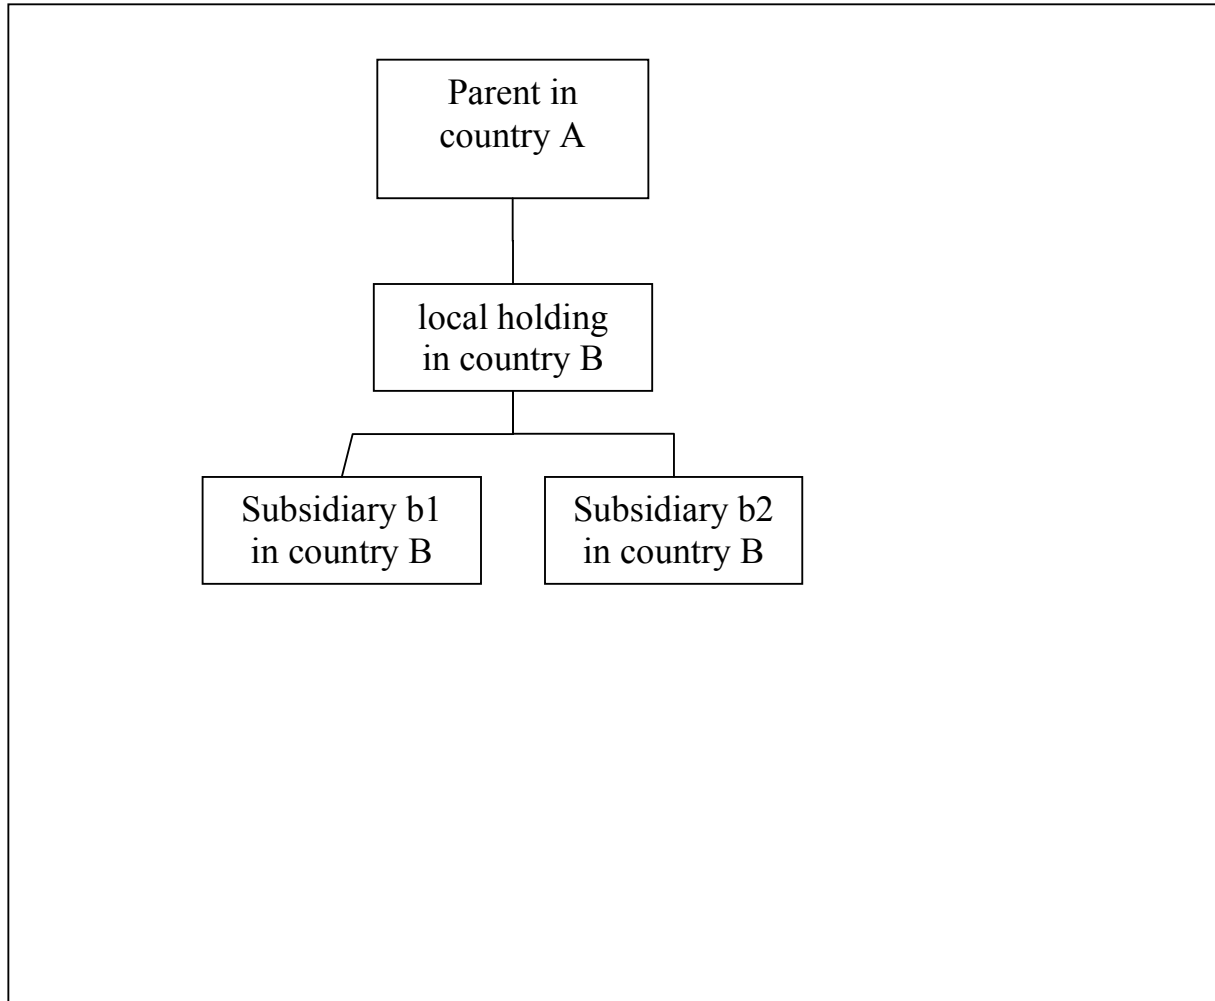 Parent in
country A
local holding
in country B
Subsidiary b1
in country B
Subsidiary b2
in country B